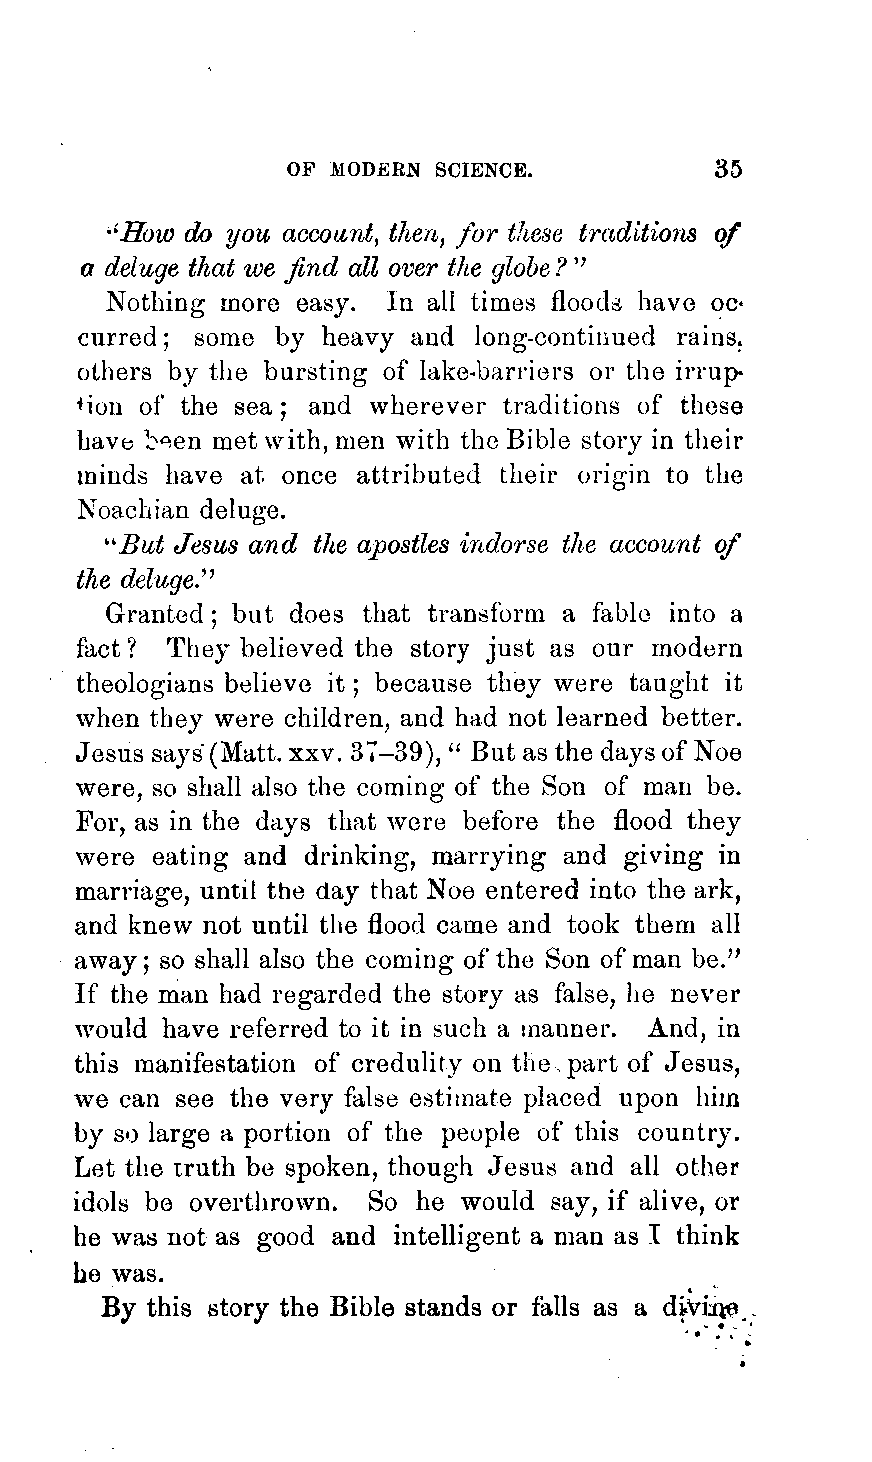 OF MODERN SCIENCE. 35
"How do you account, then, for these traditions of
a deluge that we find all over the globe?"
Nothing more easy. In all times floods have oc-
curred; some by heavy and long-continued rains,
others by the bursting of lake-barriers or the irrup-
tion of the sea; and wherever traditions of these
have been met with, men with the Bible story in their
minds have at once attributed their origin to the
Noachian deluge.
"But Jesus and the apostles indorse the account of
the deluge."
Granted; but does that transform a fable into a
fact? They believed the story just as our modern
theologians believe it; because they were taught it
when they were children, and had not learned better.
Jesus says (Matt. xxv. 37–39), "But as the days of Noe
were, so shall also the coming of the Son of man be.
For, as in the days that were before the flood they
were eating and drinking, marrying and giving in
marriage, until the day that Noe entered into the ark,
and knew not until the flood came and took them all
away; so shall also the coming of the Son of man be."
If the man had regarded the story as false, he never
would have referred to it in such a manner. And, in
this manifestation of credulity on the part of Jesus,
we can see the very false estimate placed upon him
by so large a portion of the people of this country.
Let the truth be spoken, though Jesus and all other
idols be overthrown. So he would say, if alive, or
he was not as good and intelligent a man as I think
he was.
By this story the Bible stands or falls as a divine